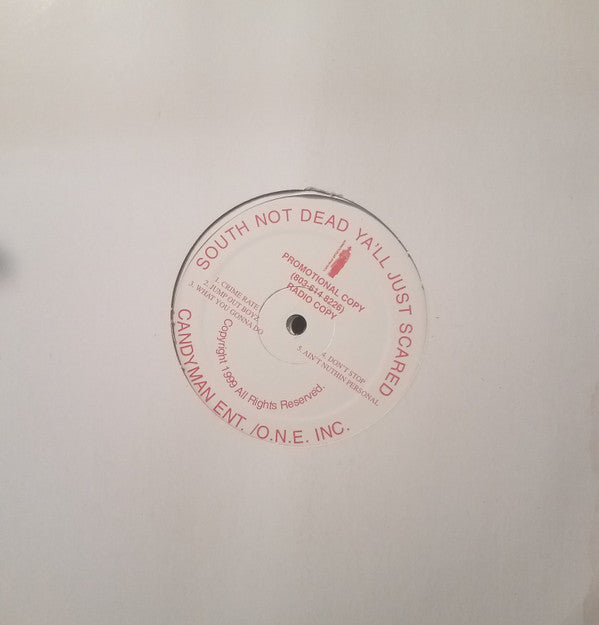 SOUTH NOT DEAD YA'LL JUST SCARED
PROMOTIONAL COPY
(803-614 8226)
RADIO COPY
1. CRIME RATE
2. JUMP OUT BOYZ
3. WHAT YOU GONNA DO
4. DON'T STOP
5. AIN'T NUTHIN PERSONAL
Copyright 1999 All Rights Reserved.
CANDYMAN ENT. /O.N.E. INC.